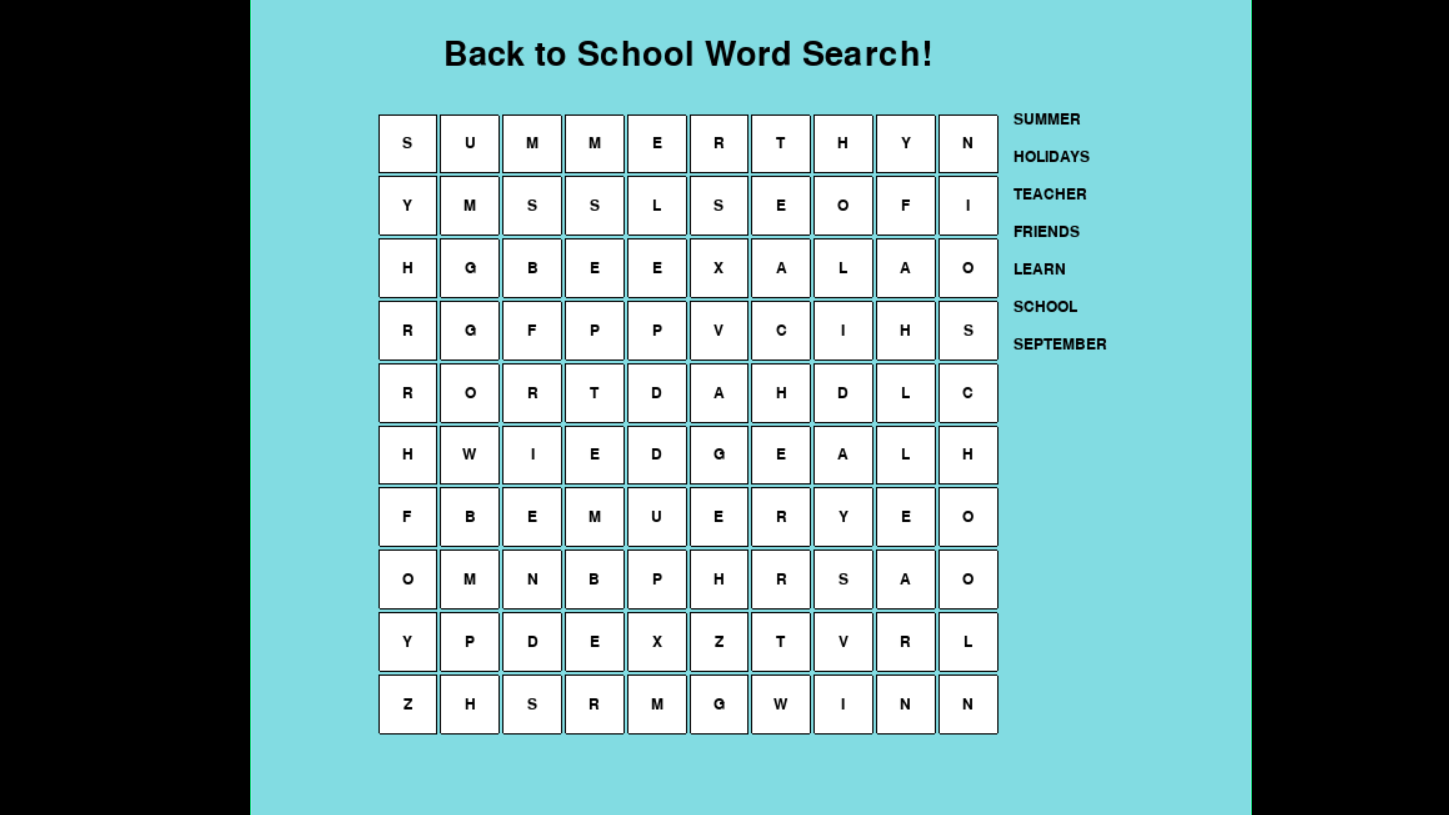 Back to School Word Search!
S U M M E R T H Y N
Y M S S L S E O F I
H G B E E X A L A O
R G F P P V C I H S
R O R T D A H D L C
H W I E D G E A L H
F B E M U E R Y E O
O M N B P H R S A O
Y P D E X Z T V R L
Z H S R M G W I N N
SUMMER
HOLIDAYS
TEACHER
FRIENDS
LEARN
SCHOOL
SEPTEMBER